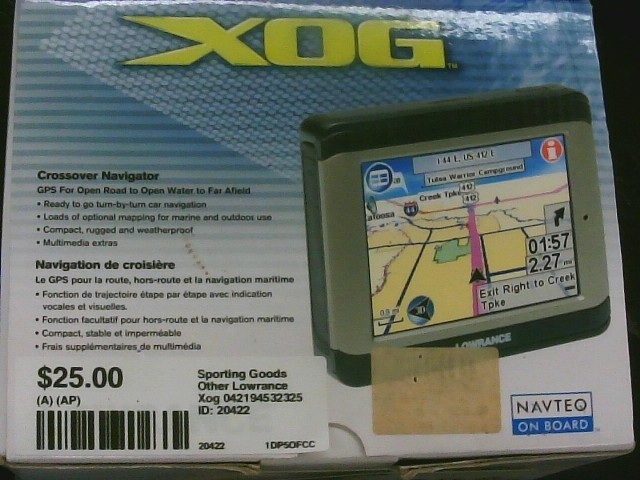 XOG™
Crossover Navigator
GPS For Open Road to Open Water to Far Afield
• Ready to go turn-by-turn car navigation
• Loads of optional mapping for marine and outdoor use
• Compact, rugged and weatherproof
• Multimedia extras
Navigation de croisière
Le GPS pour la route, hors-route et la navigation maritime
• Fonction de trajectoire étape par étape avec indication
vocales et visuelles.
• Fonction facultatif pour hors-route et la navigation maritime
• Compact, stable et imperméable
• Frais supplémentaires de multimédia
I 44 E, US 412 E
Tulsa Warrior Campground
412
Creek Tpke
412
44
atoosa
01:57
2.27 mi
Exit Right to Creek
Tpke
3D
LOWRANCE
$25.00
(A) (AP)
Sporting Goods
Other Lowrance
Xog 042194532325
ID: 20422
20422 1DP5OFCC
NAVTEQ
ON BOARD